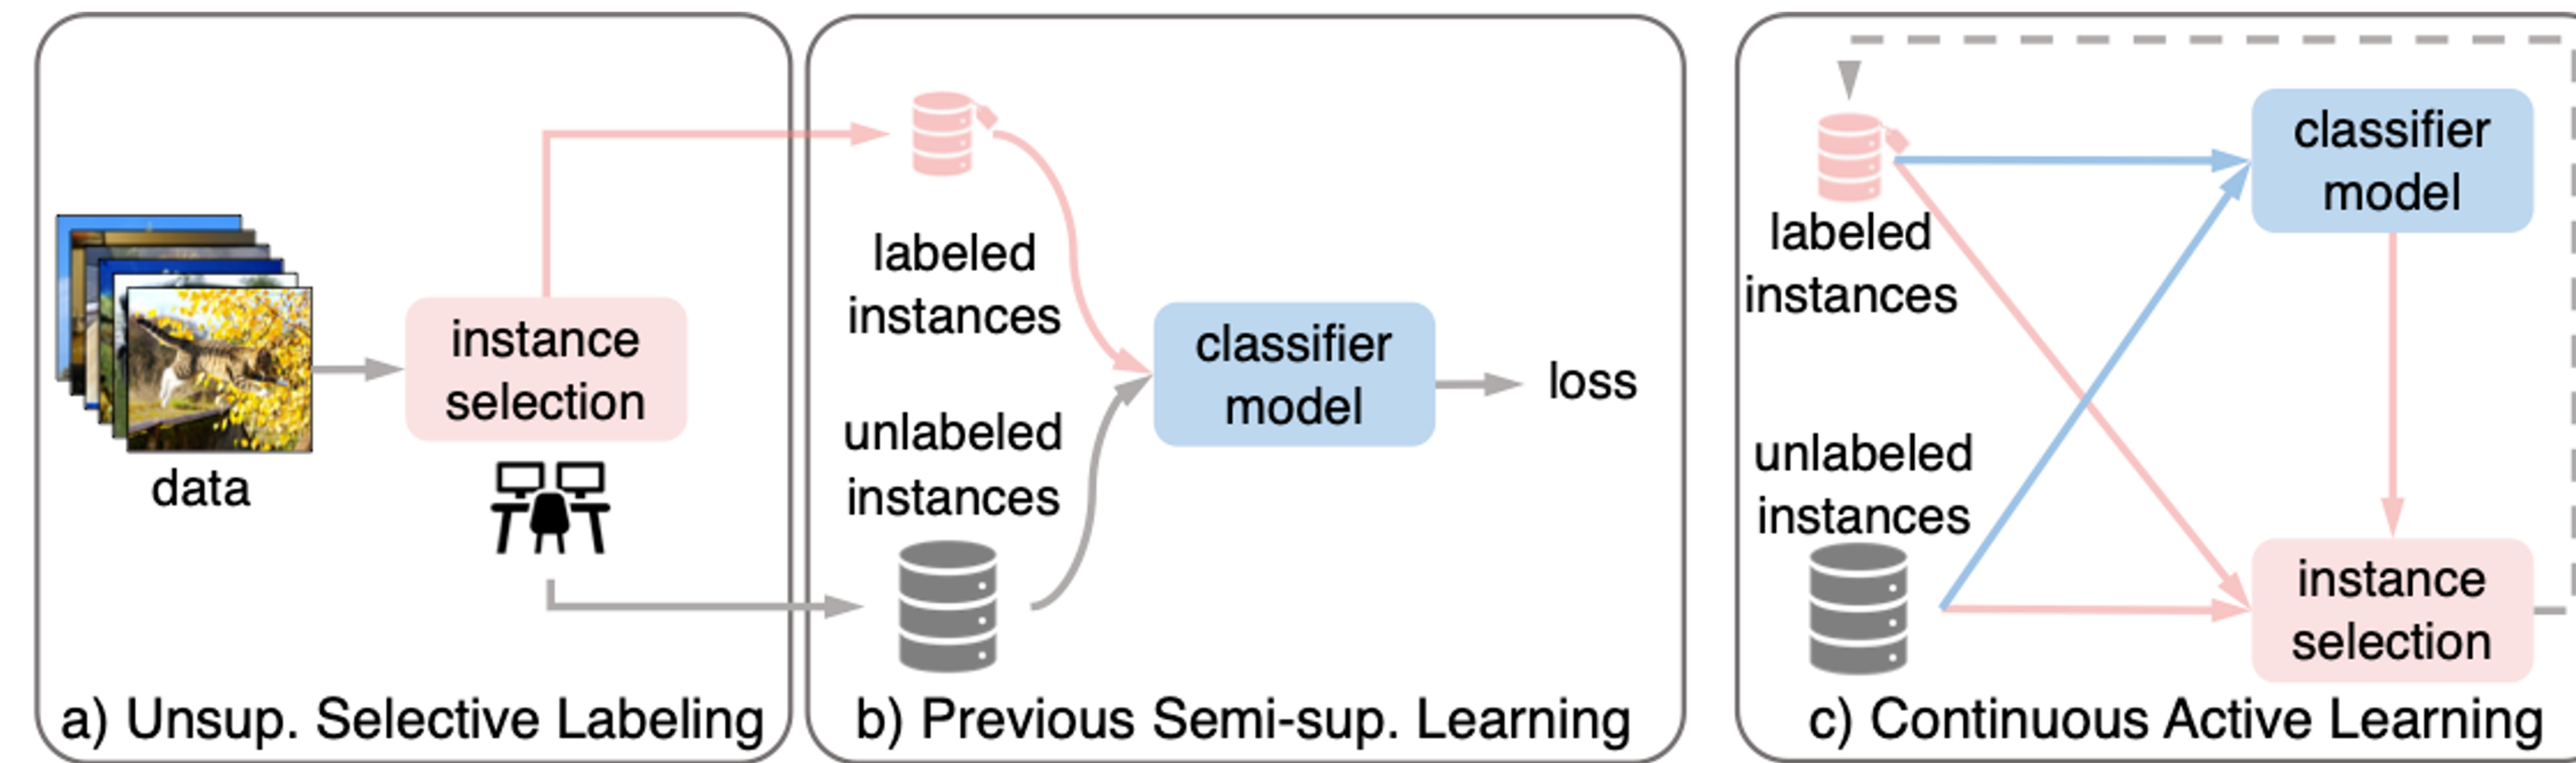 data
instance
selection
a) Unsup. Selective Labeling
labeled
instances
unlabeled
instances
classifier
model
loss
b) Previous Semi-sup. Learning
labeled
instances
unlabeled
instances
classifier
model
instance
selection
c) Continuous Active Learning